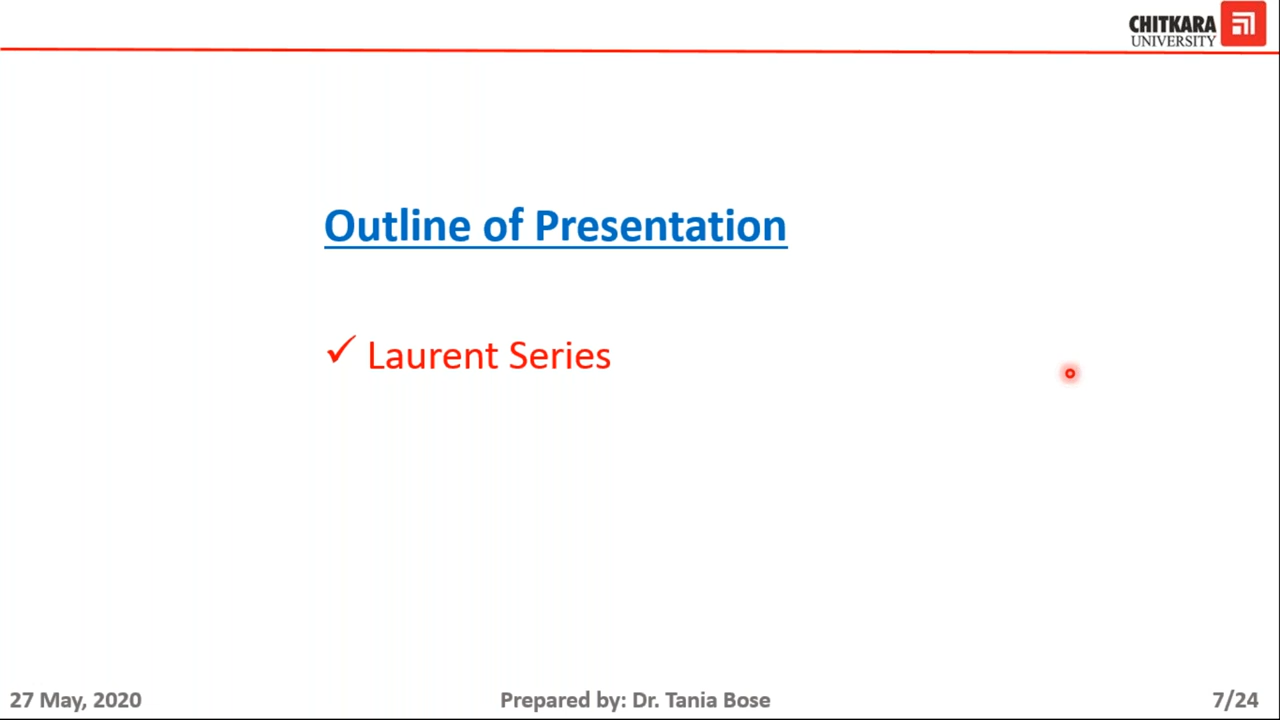 CHITKARA
UNIVERSITY
Outline of Presentation
✓ Laurent Series
27 May, 2020
Prepared by: Dr. Tania Bose
7/24